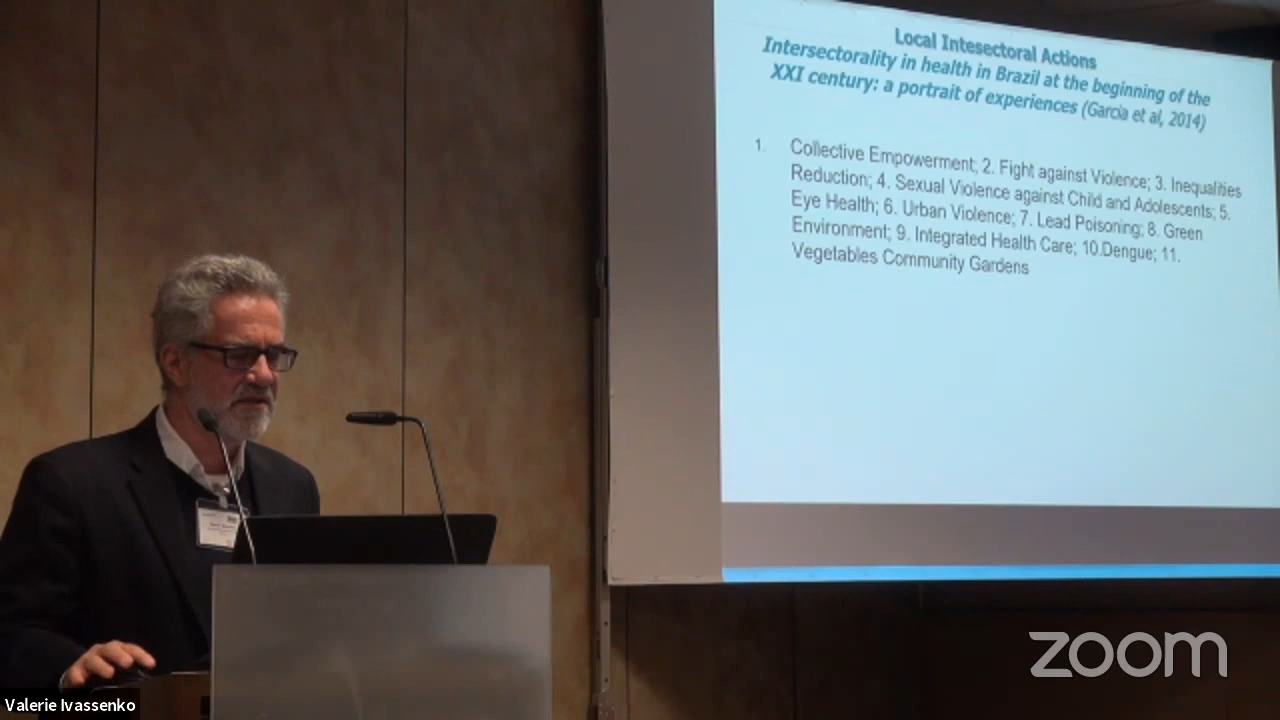 Local Intesectoral Actions
Intersectorality in health in Brazil at the beginning of the
XXI century: a portrait of experiences (Garcia et al, 2014)
1. Collective Empowerment; 2. Fight against Violence; 3. Inequalities
Reduction; 4. Sexual Violence against Child and Adolescents; 5.
Eye Health; 6. Urban Violence; 7. Lead Poisoning; 8. Green
Environment; 9. Integrated Health Care; 10.Dengue; 11.
Vegetables Community Gardens
zoom
Valerie Ivassenko